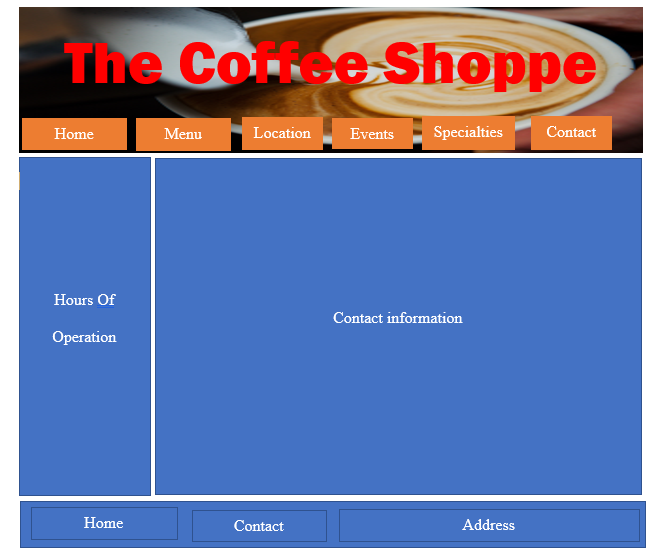 The Coffee Shoppe
Home
Menu
Location
Events
Specialties
Contact
Hours Of
Operation
Contact information
Home
Contact
Address